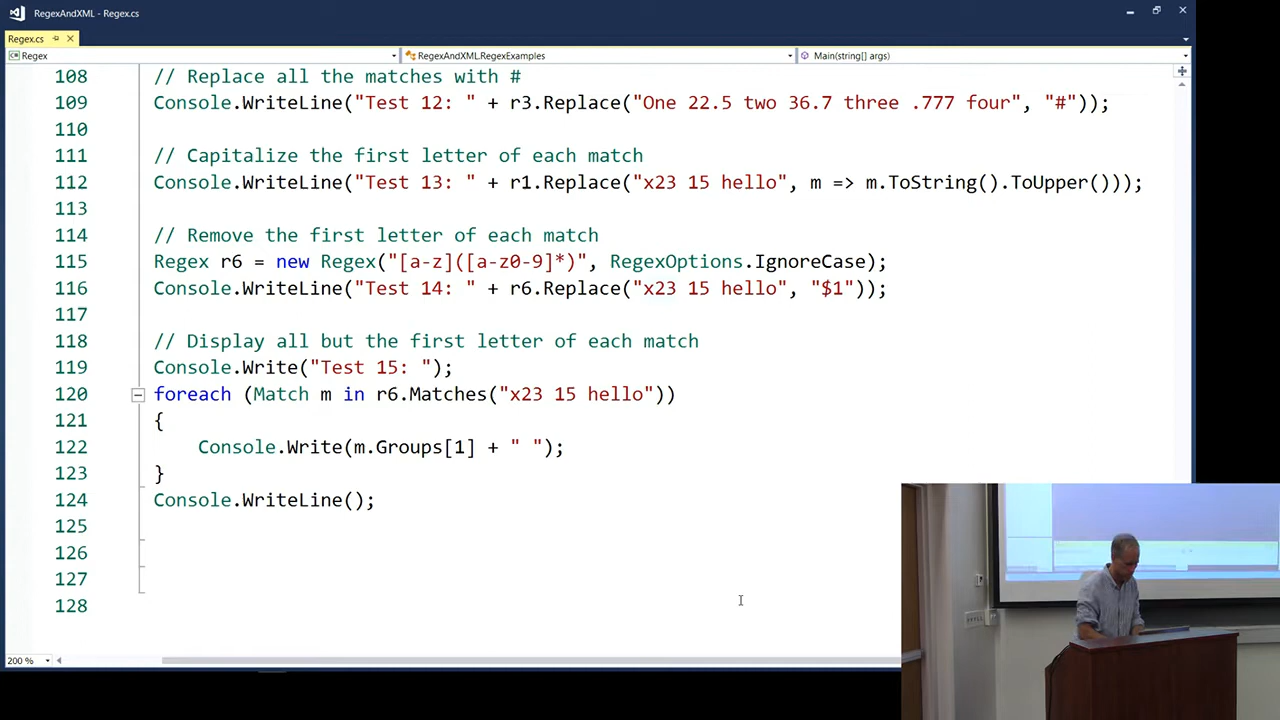 RegexAndXML - Regex.cs
Regex.cs
Regex RegexAndXML.RegexExamples Main(string[] args)
108 // Replace all the matches with #
109 Console.WriteLine("Test 12: " + r3.Replace("One 22.5 two 36.7 three .777 four", "#"));
110
111 // Capitalize the first letter of each match
112 Console.WriteLine("Test 13: " + r1.Replace("x23 15 hello", m => m.ToString().ToUpper()));
113
114 // Remove the first letter of each match
115 Regex r6 = new Regex("[a-z]([a-z0-9]*)", RegexOptions.IgnoreCase);
116 Console.WriteLine("Test 14: " + r6.Replace("x23 15 hello", "$1"));
117
118 // Display all but the first letter of each match
119 Console.Write("Test 15: ");
120 foreach (Match m in r6.Matches("x23 15 hello"))
121 {
122 Console.Write(m.Groups[1] + " ");
123 }
124 Console.WriteLine();
125
126
127
128
200 %